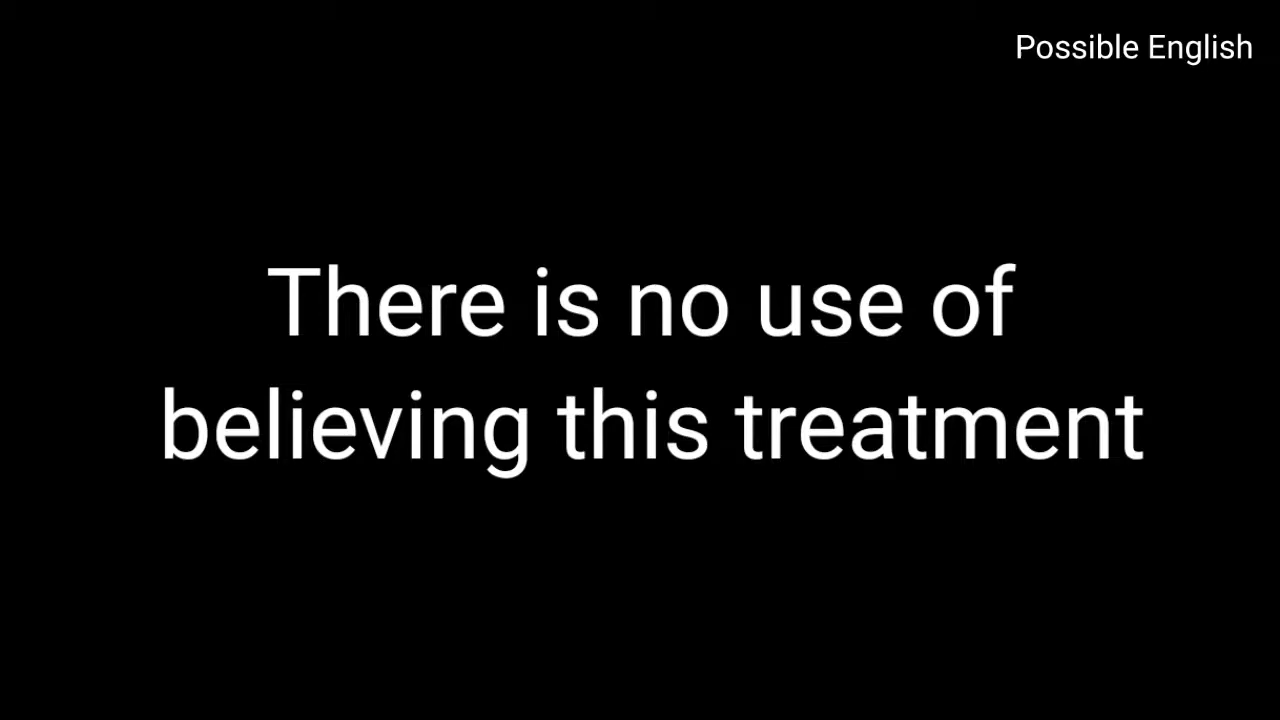 Possible English
There is no use of
believing this treatment